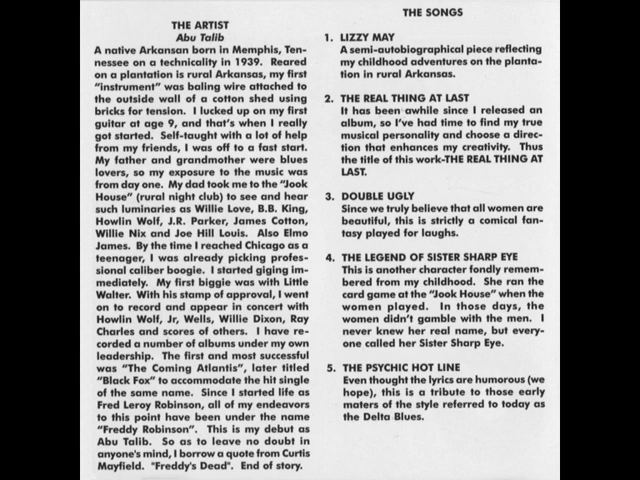 THE ARTIST
Abu Talib
A native Arkansan born in Memphis, Ten-
nessee on a technicality in 1939. Reared
on a plantation is rural Arkansas, my first
"instrument" was baling wire attached to
the outside wall of a cotton shed using
bricks for tension. I lucked up on my first
guitar at age 9, and that's when I really
got started. Self-taught with a lot of help
from my friends, I was off to a fast start.
My father and grandmother were blues
lovers, so my exposure to the music was
from day one. My dad took me to the "Jook
House" (rural night club) to see and hear
such luminaries as Willie Love, B.B. King,
Howlin Wolf, J.R. Parker, James Cotton,
Willie Nix and Joe Hill Louis. Also Elmo
James. By the time I reached Chicago as a
teenager, I was already picking profes-
sional caliber boogie. I started giging im-
mediately. My first biggie was with Little
Walter. With his stamp of approval, I went
on to record and appear in concert with
Howlin Wolf, Jr, Wells, Willie Dixon, Ray
Charles and scores of others. I have re-
corded a number of albums under my own
leadership. The first and most successful
was "The Coming Atlantis", later titled
"Black Fox" to accommodate the hit single
of the same name. Since I started life as
Fred Leroy Robinson, all of my endeavors
to this point have been under the name
"Freddy Robinson". This is my debut as
Abu Talib. So as to leave no doubt in
anyone's mind, I borrow a quote from Curtis
Mayfield. "Freddy's Dead". End of story.
THE SONGS
1. LIZZY MAY
A semi-autobiographical piece reflecting
my childhood adventures on the planta-
tion in rural Arkansas.
2. THE REAL THING AT LAST
It has been awhile since I released an
album, so I've had time to find my true
musical personality and choose a direc-
tion that enhances my creativity. Thus
the title of this work-THE REAL THING AT
LAST.
3. DOUBLE UGLY
Since we truly believe that all women are
beautiful, this is strictly a comical fan-
tasy played for laughs.
4. THE LEGEND OF SISTER SHARP EYE
This is another character fondly remem-
bered from my childhood. She ran the
card game at the "Jook House" when the
women played. In those days, the
women didn't gamble with the men. I
never knew her real name, but every-
one called her Sister Sharp Eye.
5. THE PSYCHIC HOT LINE
Even thought the lyrics are humorous (we
hope), this is a tribute to those early
maters of the style referred to today as
the Delta Blues.